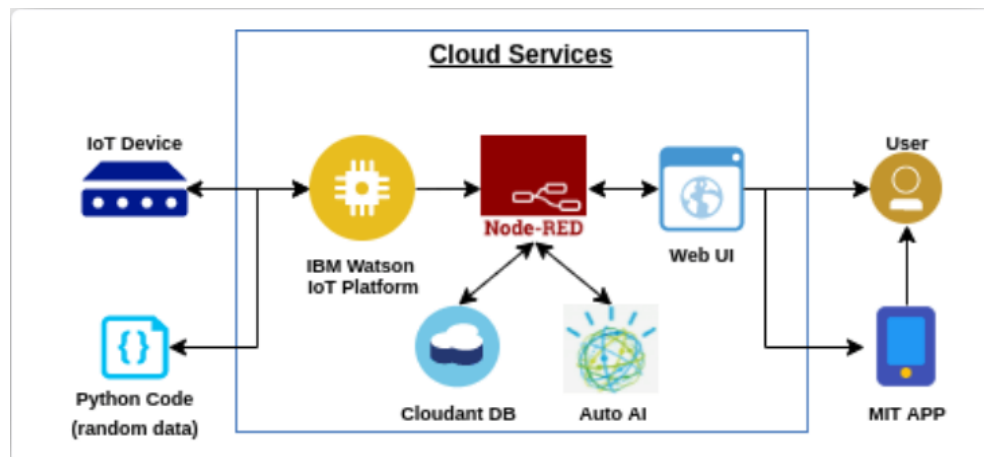 Cloud Services
IoT Device
User
Node-RED
Web UI
IBM Watson
IoT Platform
{ }
Python Code
(random data)
Cloudant DB
Auto AI
MIT APP